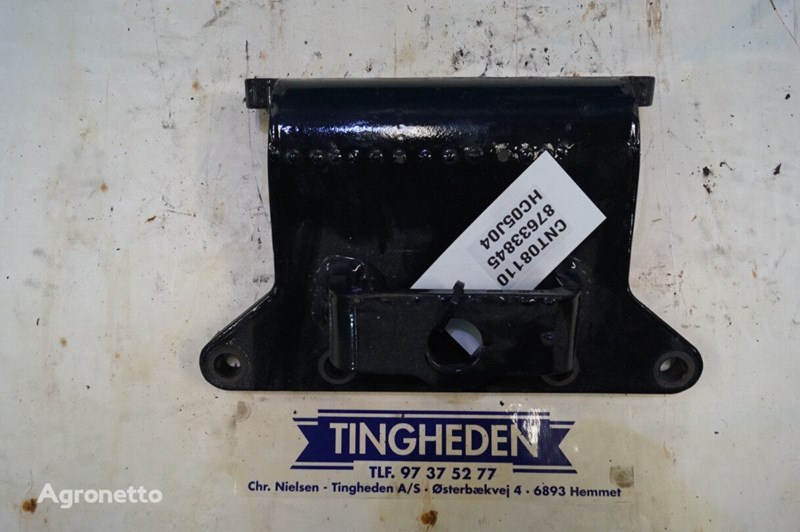 CNT08110
87633845
HC05J04
TINGHEDEN
TLF. 97 37 52 77
Chr. Nielsen - Tingheden A/S - Østerbækvej 4 - 6893 Hemmet
Agronetto